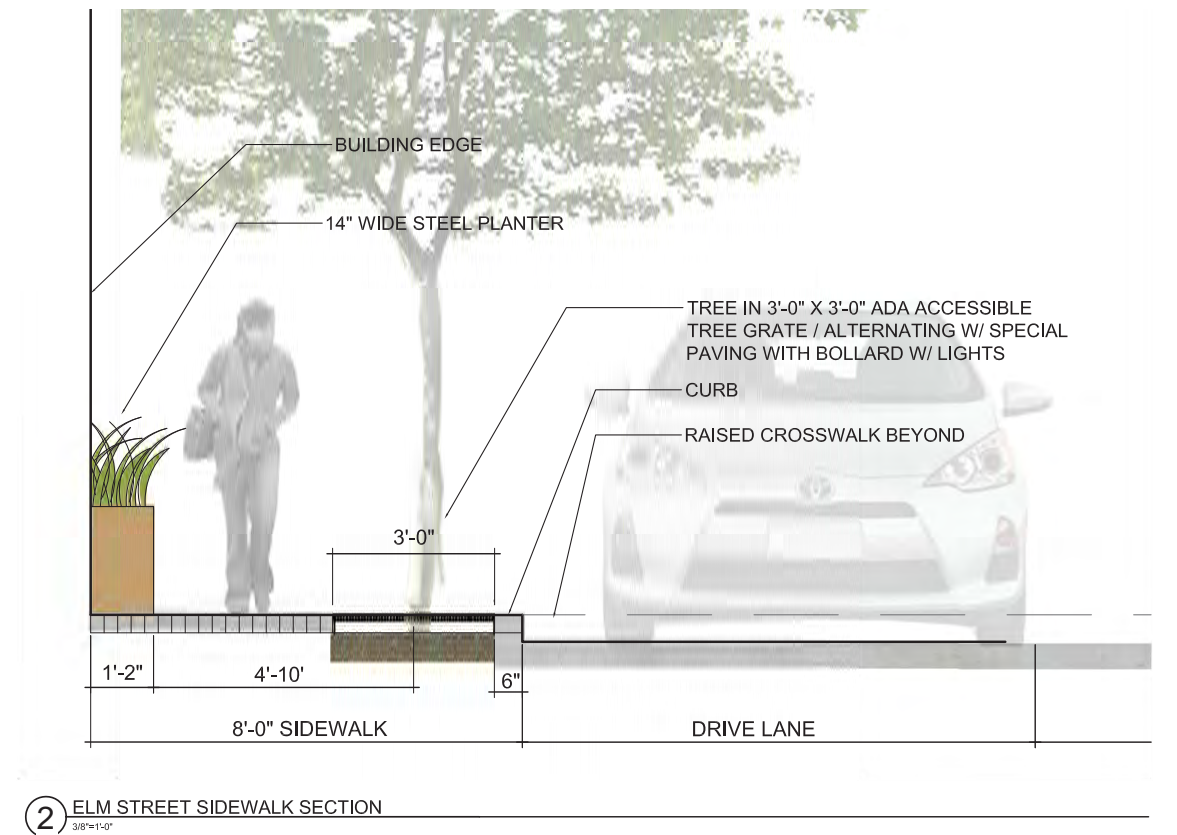 BUILDING EDGE
14" WIDE STEEL PLANTER
TREE IN 3'-0" X 3'-0" ADA ACCESSIBLE
TREE GRATE / ALTERNATING W/ SPECIAL
PAVING WITH BOLLARD W/ LIGHTS
CURB
RAISED CROSSWALK BEYOND
3'-0"
1'-2"
4'-10'
6"
8'-0" SIDEWALK
DRIVE LANE
2
ELM STREET SIDEWALK SECTION
3/8"=1'-0"